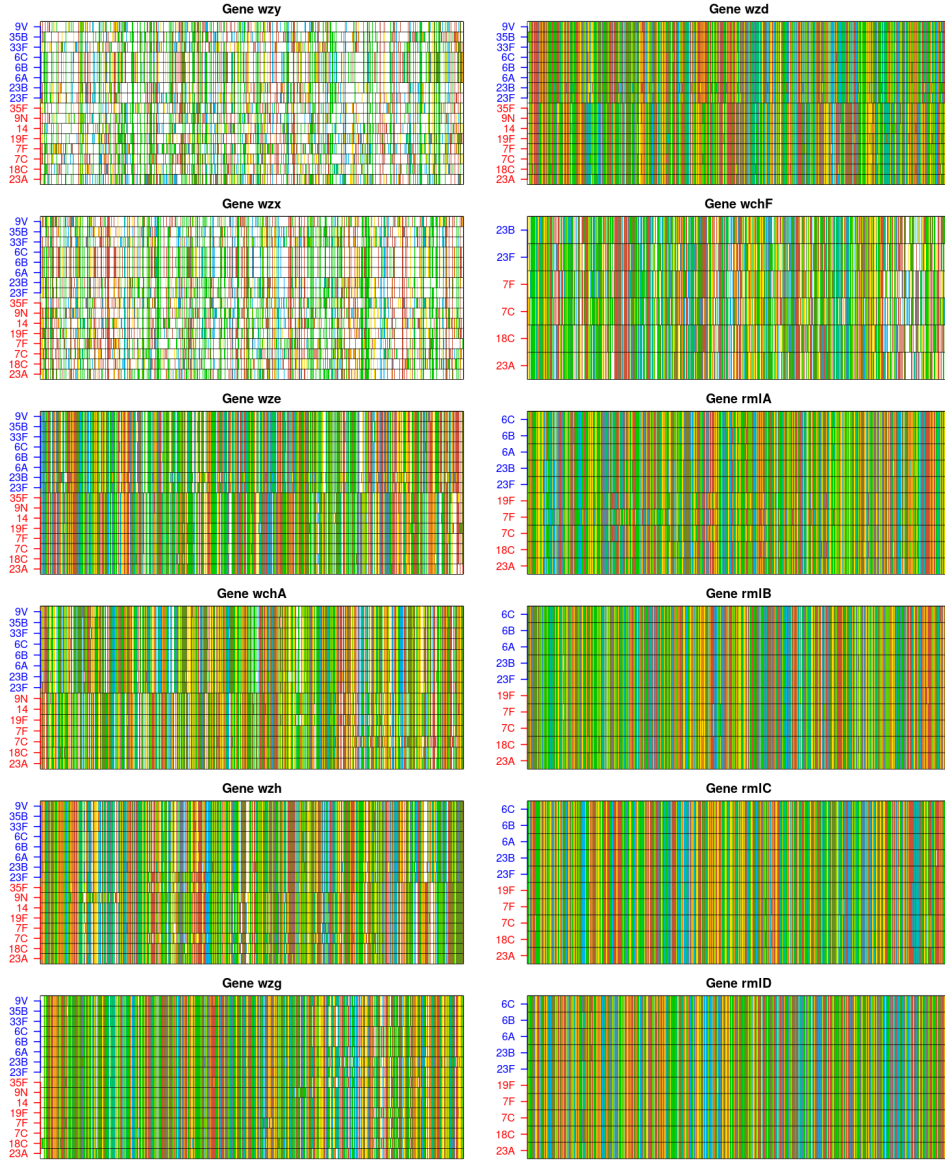 Gene wzy
9V
35B
33F
6C
6B
6A
23B
23F
35F
9N
14
19F
7F
7C
18C
23A
Gene wzd
9V
35B
33F
6C
6B
6A
23B
23F
35F
9N
14
19F
7F
7C
18C
23A
Gene wzx
9V
35B
33F
6C
6B
6A
23B
23F
35F
9N
14
19F
7F
7C
18C
23A
Gene wchF
23B
23F
7F
7C
18C
23A
Gene wze
9V
35B
33F
6C
6B
6A
23B
23F
35F
9N
14
19F
7F
7C
18C
23A
Gene rmlA
6C
6B
6A
23B
23F
19F
7F
7C
18C
23A
Gene wchA
9V
35B
33F
6C
6B
6A
23B
23F
9N
14
19F
7F
7C
18C
23A
Gene rmlB
6C
6B
6A
23B
23F
19F
7F
7C
18C
23A
Gene wzh
9V
35B
33F
6C
6B
6A
23B
23F
35F
9N
14
19F
7F
7C
18C
23A
Gene rmlC
6C
6B
6A
23B
23F
19F
7F
7C
18C
23A
Gene wzg
9V
35B
33F
6C
6B
6A
23B
23F
35F
9N
14
19F
7F
7C
18C
23A
Gene rmlD
6C
6B
6A
23B
23F
19F
7F
7C
18C
23A